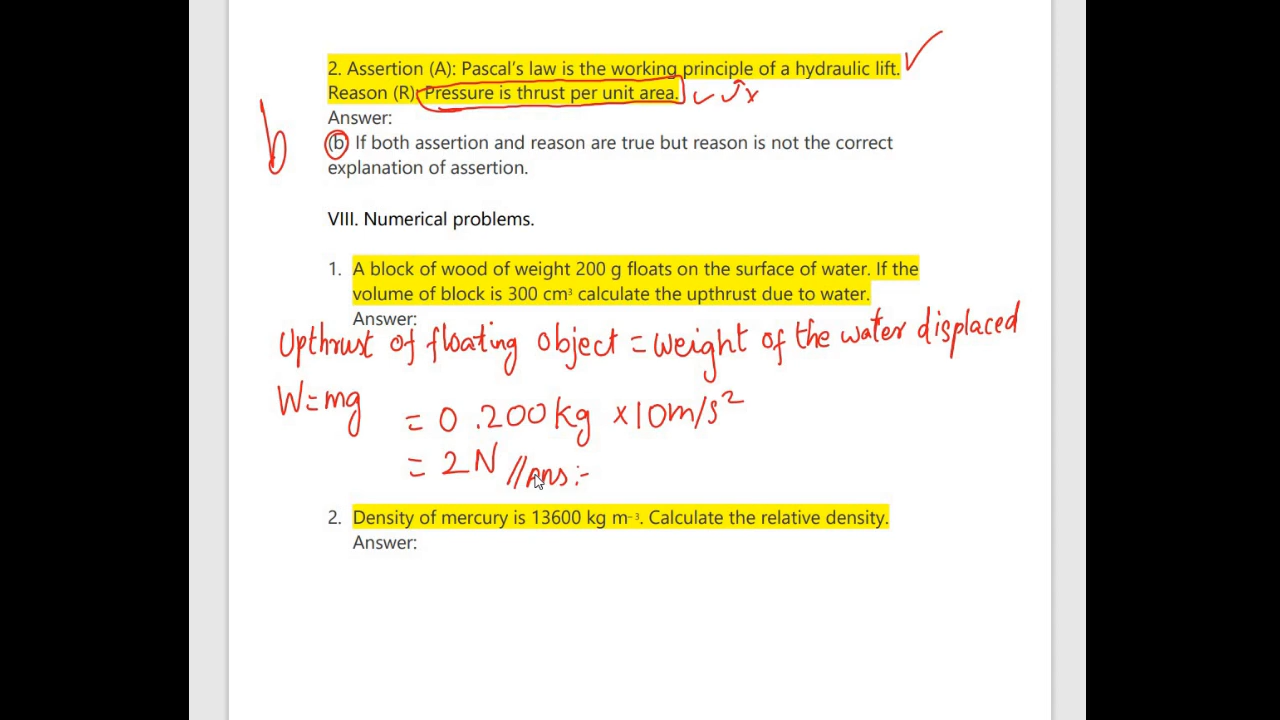 2. Assertion (A): Pascal's law is the working principle of a hydraulic lift. ✓
Reason (R): Pressure is thrust per unit area. ✓
Answer:
b (b) If both assertion and reason are true but reason is not the correct
explanation of assertion.
VIII. Numerical problems.
1. A block of wood of weight 200 g floats on the surface of water. If the
volume of block is 300 cm³ calculate the upthrust due to water.
Answer:
Upthrust of floating object = weight of the water displaced
W=mg = 0.200kg ×10m/s²
= 2N //Ans:-
2. Density of mercury is 13600 kg m⁻³. Calculate the relative density.
Answer: